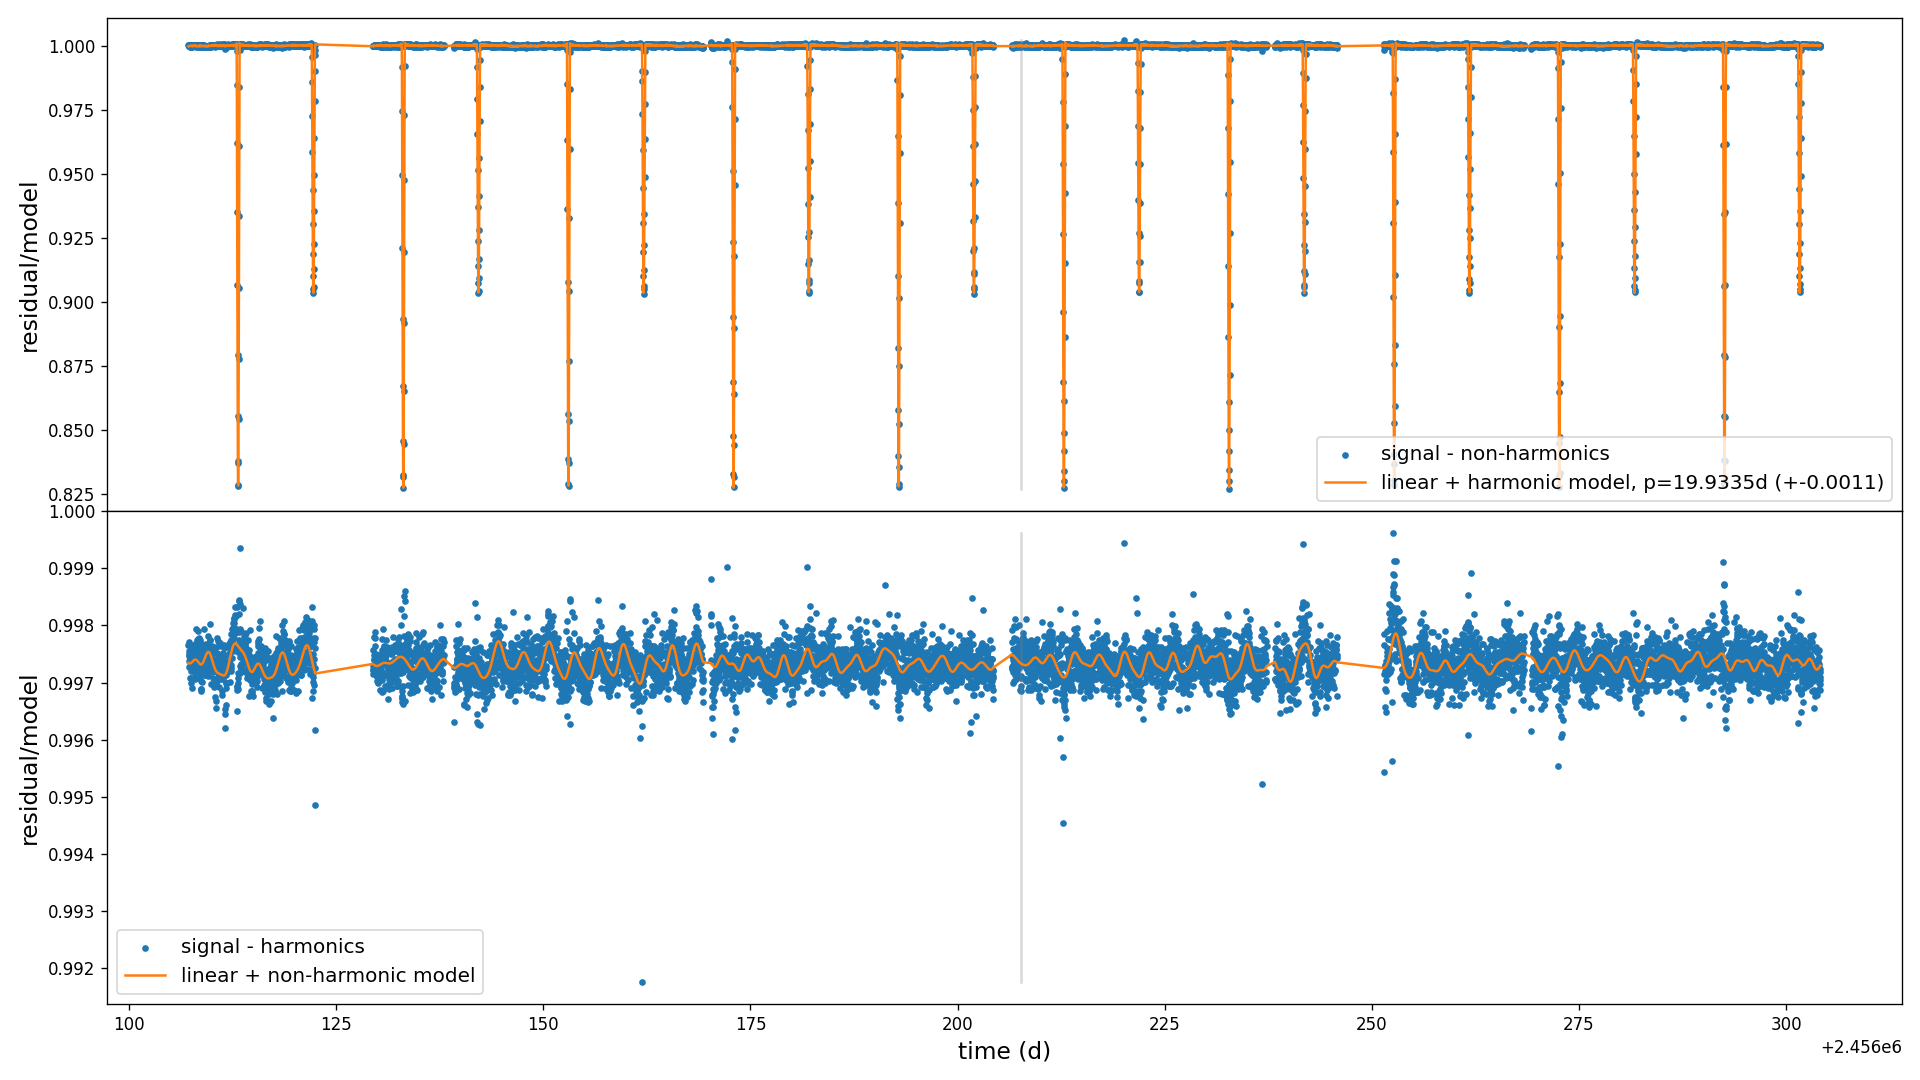 1.000
0.975
0.950
0.925
0.900
0.875
0.850
0.825
residual/model
signal - non-harmonics
linear + harmonic model, p=19.9335d (+-0.0011)
1.000
0.999
0.998
0.997
0.996
0.995
0.994
0.993
0.992
residual/model
signal - harmonics
linear + non-harmonic model
100 125 150 175 200 225 250 275 300
time (d)
+2.456e6